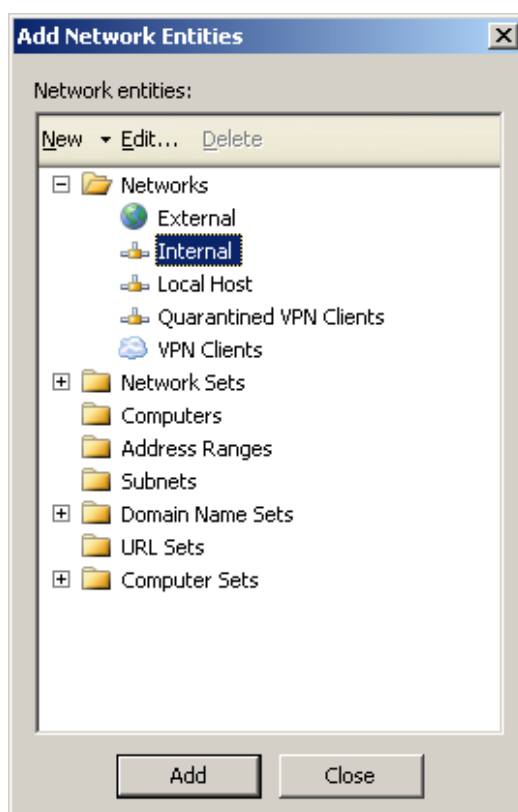 Add Network Entities
Network entities:
New Edit... Delete
Networks
External
Internal
Local Host
Quarantined VPN Clients
VPN Clients
Network Sets
Computers
Address Ranges
Subnets
Domain Name Sets
URL Sets
Computer Sets
Add Close